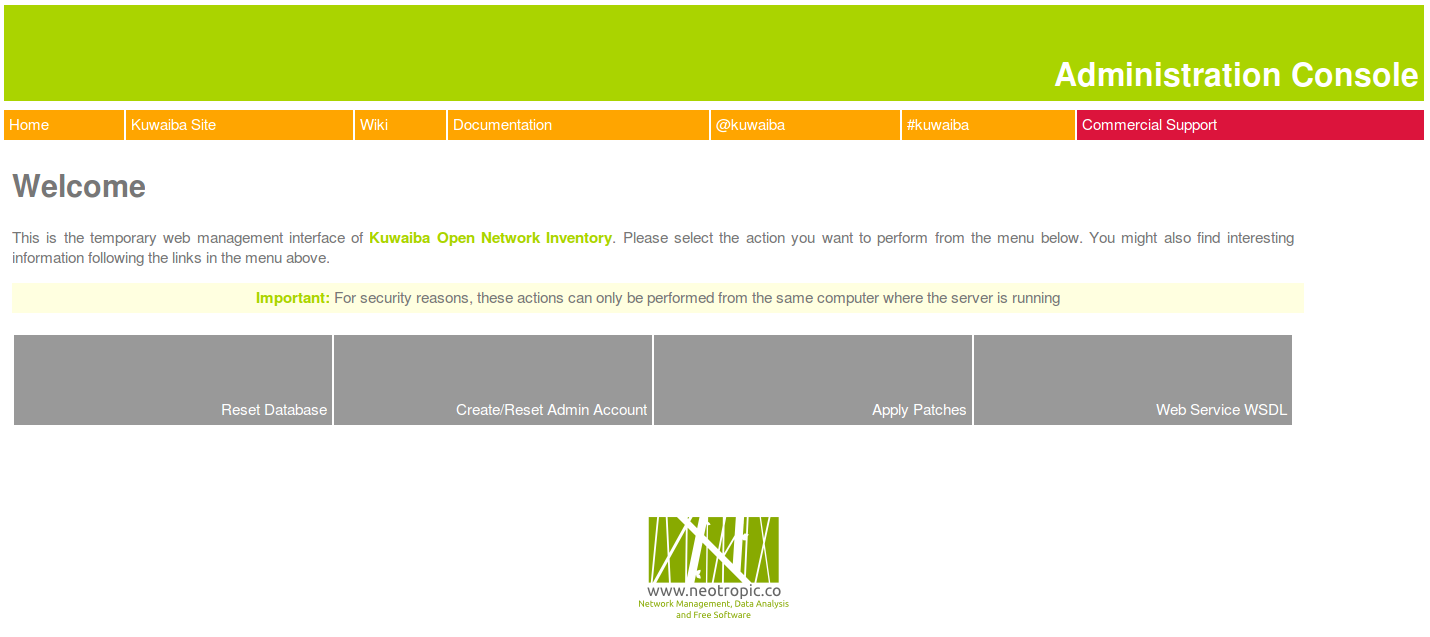 Administration Console
Home Kuwaiba Site Wiki Documentation @kuwaiba #kuwaiba Commercial Support
Welcome
This is the temporary web management interface of Kuwaiba Open Network Inventory. Please select the action you want to perform from the menu below. You might also find interesting
information following the links in the menu above.
Important: For security reasons, these actions can only be performed from the same computer where the server is running
Reset Database Create/Reset Admin Account Apply Patches Web Service WSDL
www.neotropic.co
Network Management, Data Analysis
and Free Software